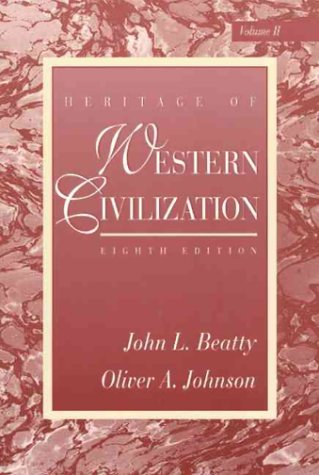 Volume II
HERITAGE OF
WESTERN
CIVILIZATION
EIGHTH EDITION
John L. Beatty
Oliver A. Johnson